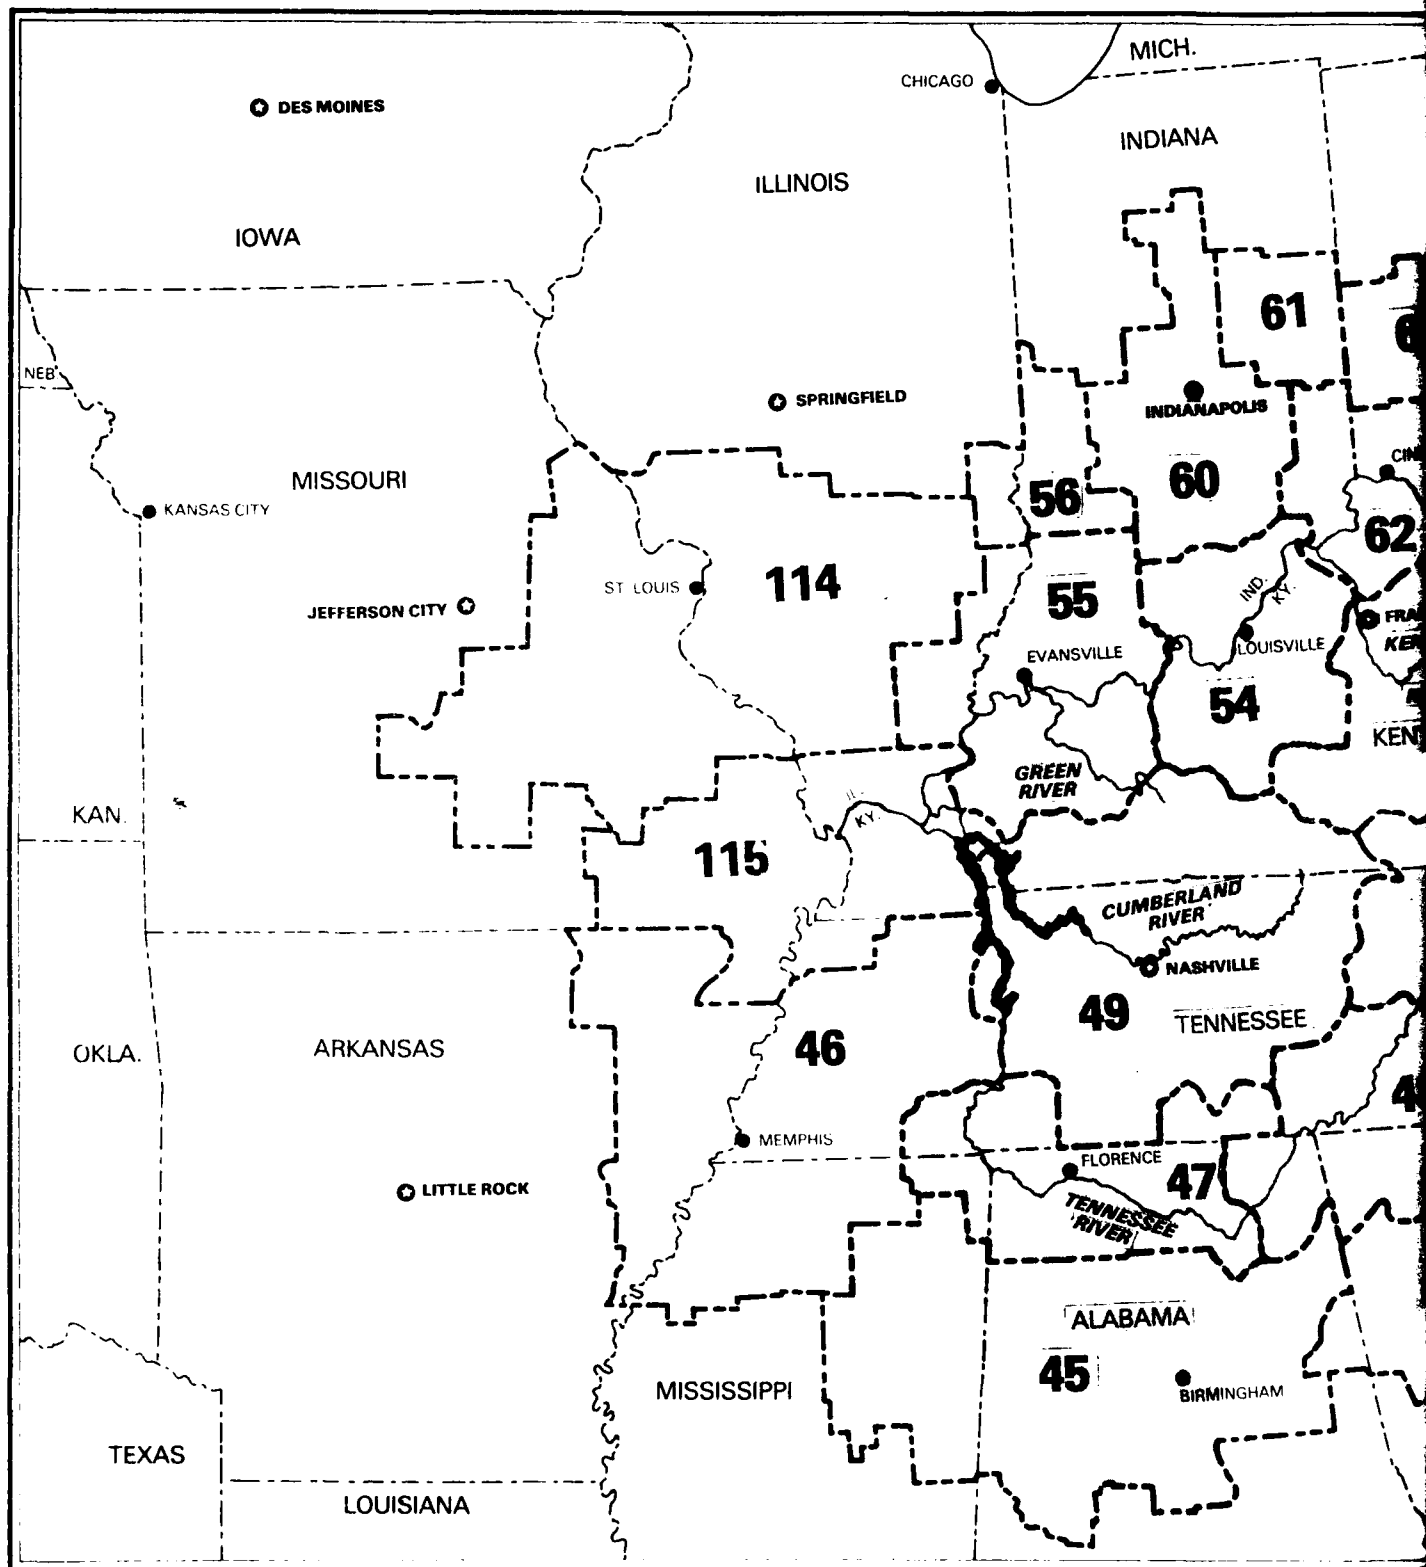 MICH.
CHICAGO
DES MOINES
INDIANA
ILLINOIS
IOWA
61
NEB.
SPRINGFIELD
INDIANAPOLIS
MISSOURI
60
56
KANSAS CITY
62
114
ST. LOUIS
IND.
KY.
55
JEFFERSON CITY
LOUISVILLE
EVANSVILLE
54
GREEN
RIVER
KAN.
IL.
KY.
115
CUMBERLAND
RIVER
NASHVILLE
49
TENNESSEE
46
OKLA.
ARKANSAS
MEMPHIS
FLORENCE
47
LITTLE ROCK
TENNESSEE
RIVER
ALABAMA
45
MISSISSIPPI
BIRMINGHAM
TEXAS
LOUISIANA